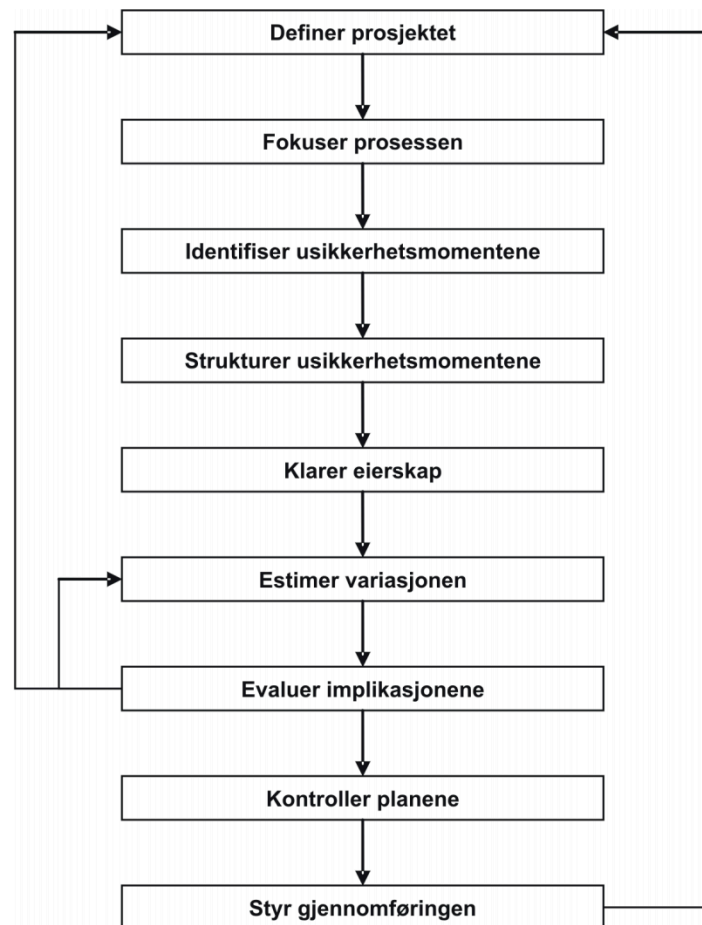 Definer prosjektet
Fokuser prosessen
Identifiser usikkerhetsmomentene
Strukturer usikkerhetsmomentene
Klarer eierskap
Estimer variasjonen
Evaluer implikasjonene
Kontroller planene
Styr gjennomføringen